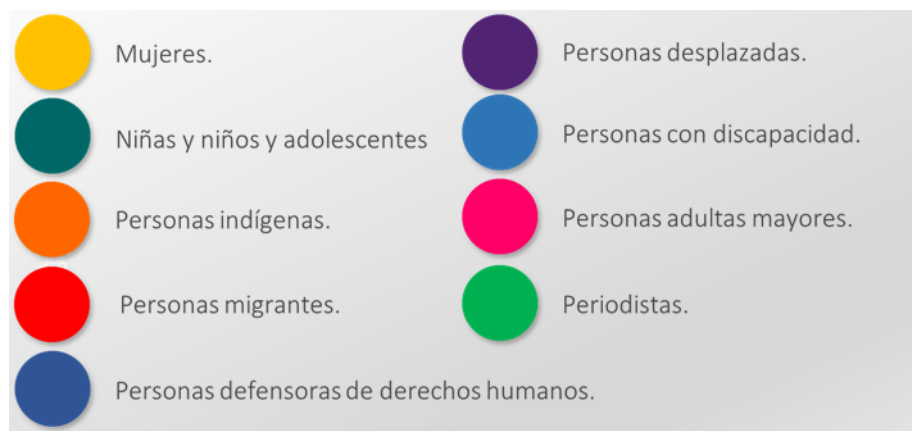 Mujeres.
Niñas y niños y adolescentes
Personas indígenas.
Personas migrantes.
Personas defensoras de derechos humanos.
Personas desplazadas.
Personas con discapacidad.
Personas adultas mayores.
Periodistas.